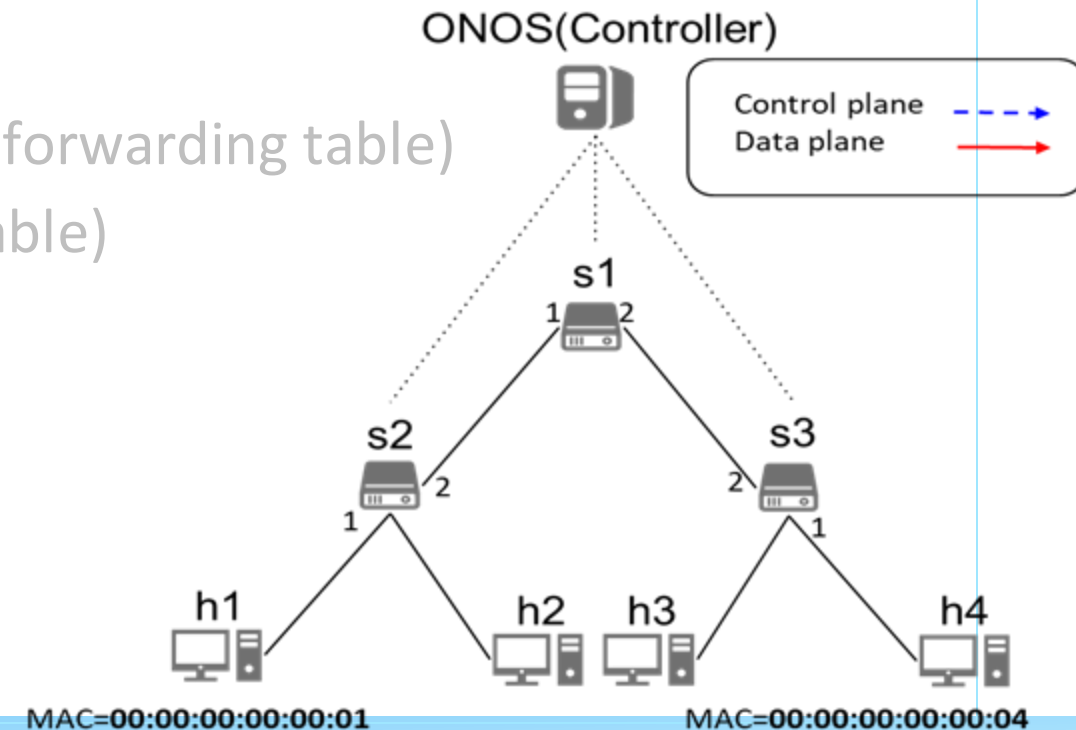 ONOS(Controller)
Control plane
Data plane
forwarding table)
able)
s1
1 2
s2
s3
2
2
1
1
h1
h2
h3
h4
MAC=00:00:00:00:00:01
MAC=00:00:00:00:00:04